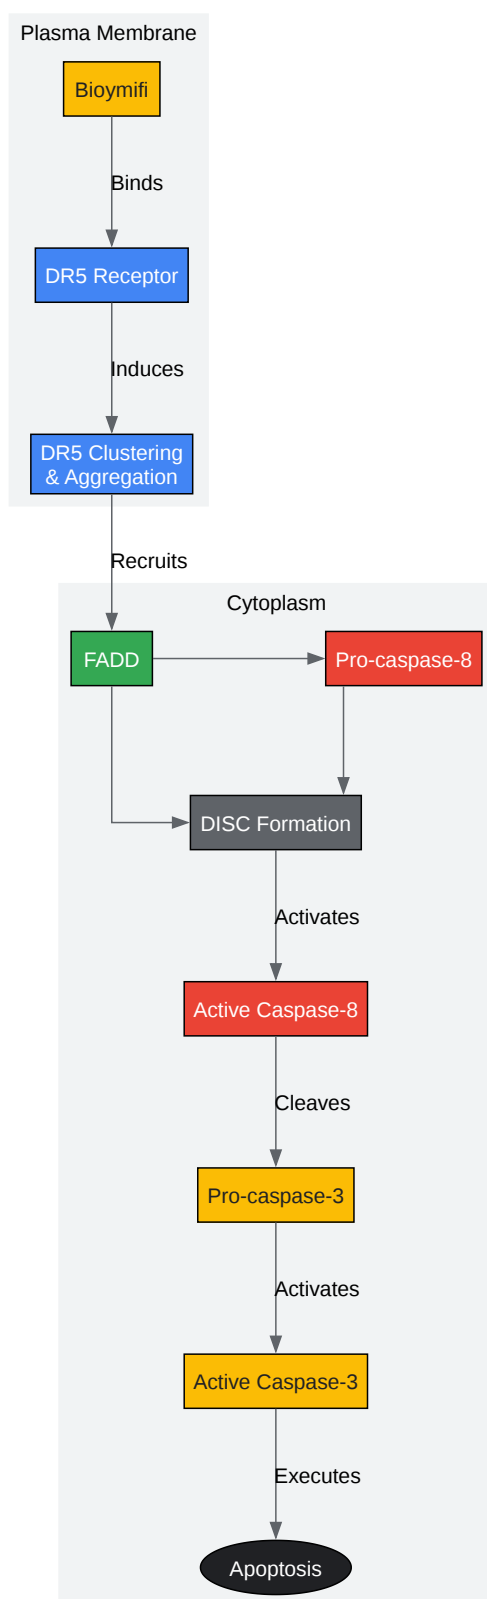 Plasma Membrane
Bioymifi
Binds
DR5 Receptor
Induces
DR5 Clustering
& Aggregation
Recruits
Cytoplasm
FADD
Pro-caspase-8
DISC Formation
Activates
Active Caspase-8
Cleaves
Pro-caspase-3
Activates
Active Caspase-3
Executes
Apoptosis